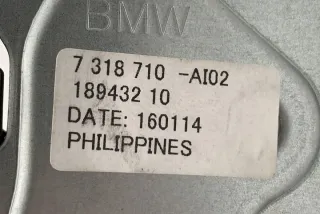 BMW
7 318 710 -AI02
189432 10
DATE: 160114
PHILIPPINES